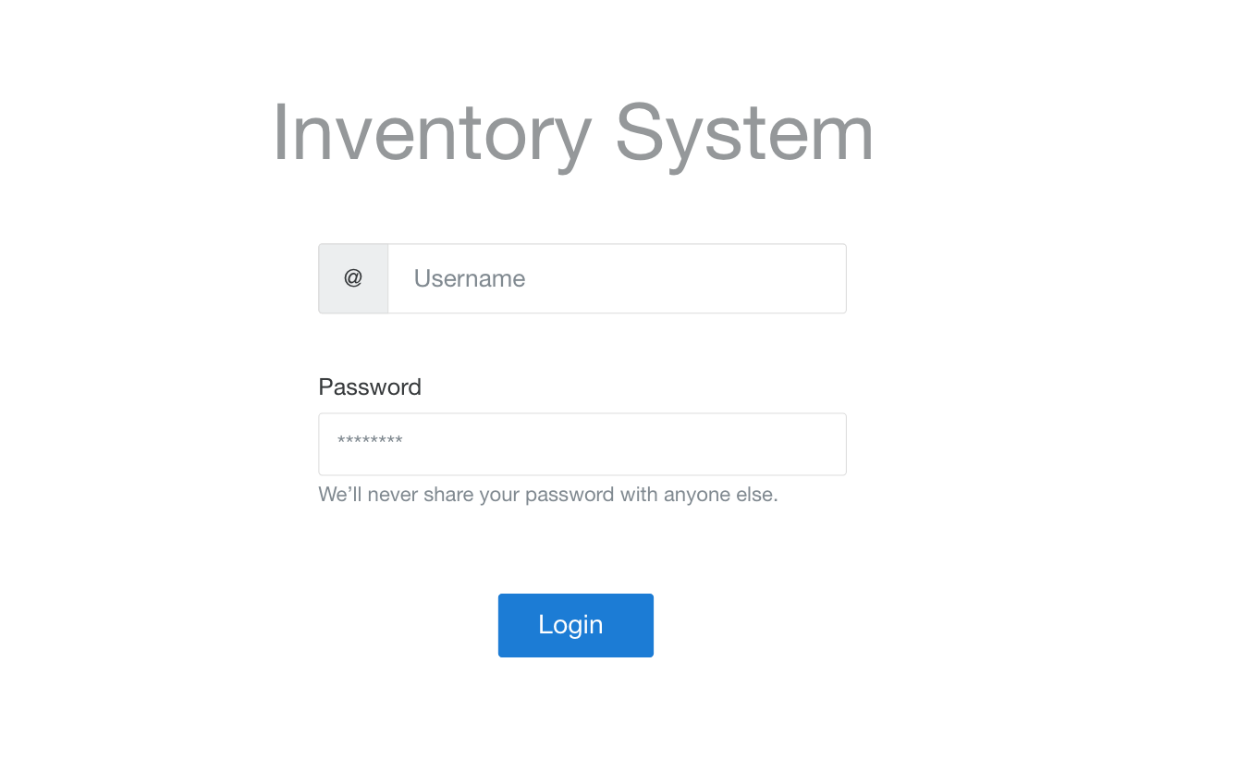 Inventory System
@ Username
Password
********
We’ll never share your password with anyone else.
Login